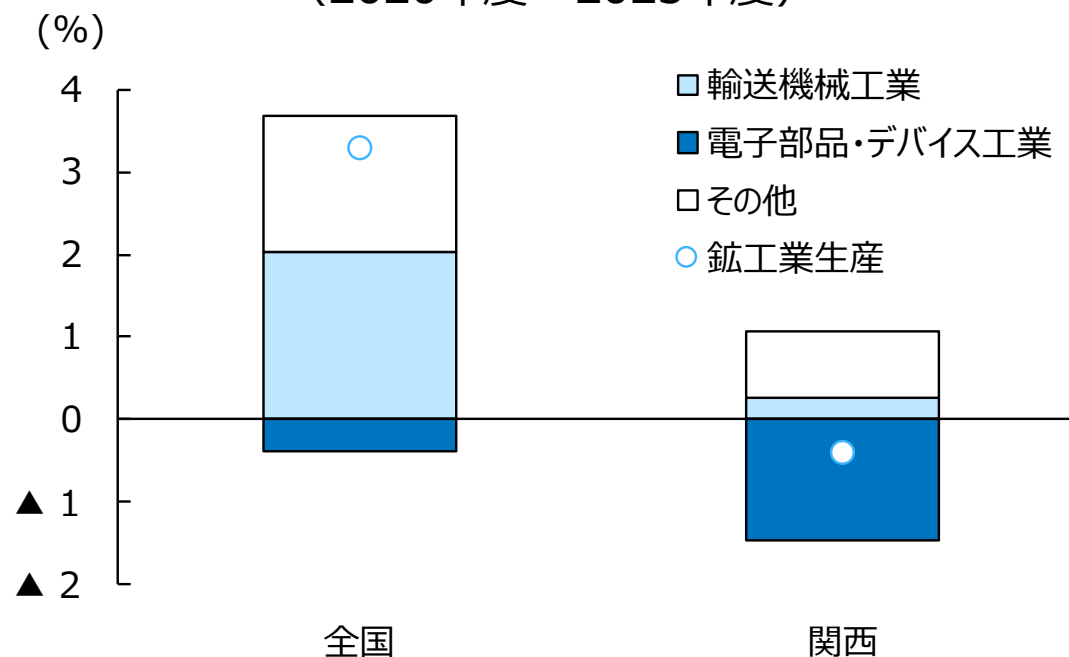 (%)
4
3
2
1
0
▲ 1
▲ 2
輸送機械工業
電子部品・デバイス工業
その他
鉱工業生産
全国
関西